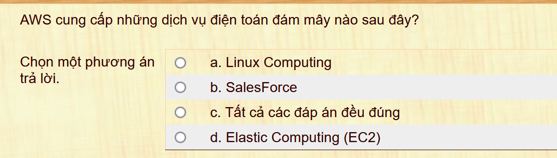 AWS cung cấp những dịch vụ điện toán đám mây nào sau đây?
Chọn một phương án
trả lời.
a. Linux Computing
b. SalesForce
c. Tất cả các đáp án đều đúng
d. Elastic Computing (EC2)